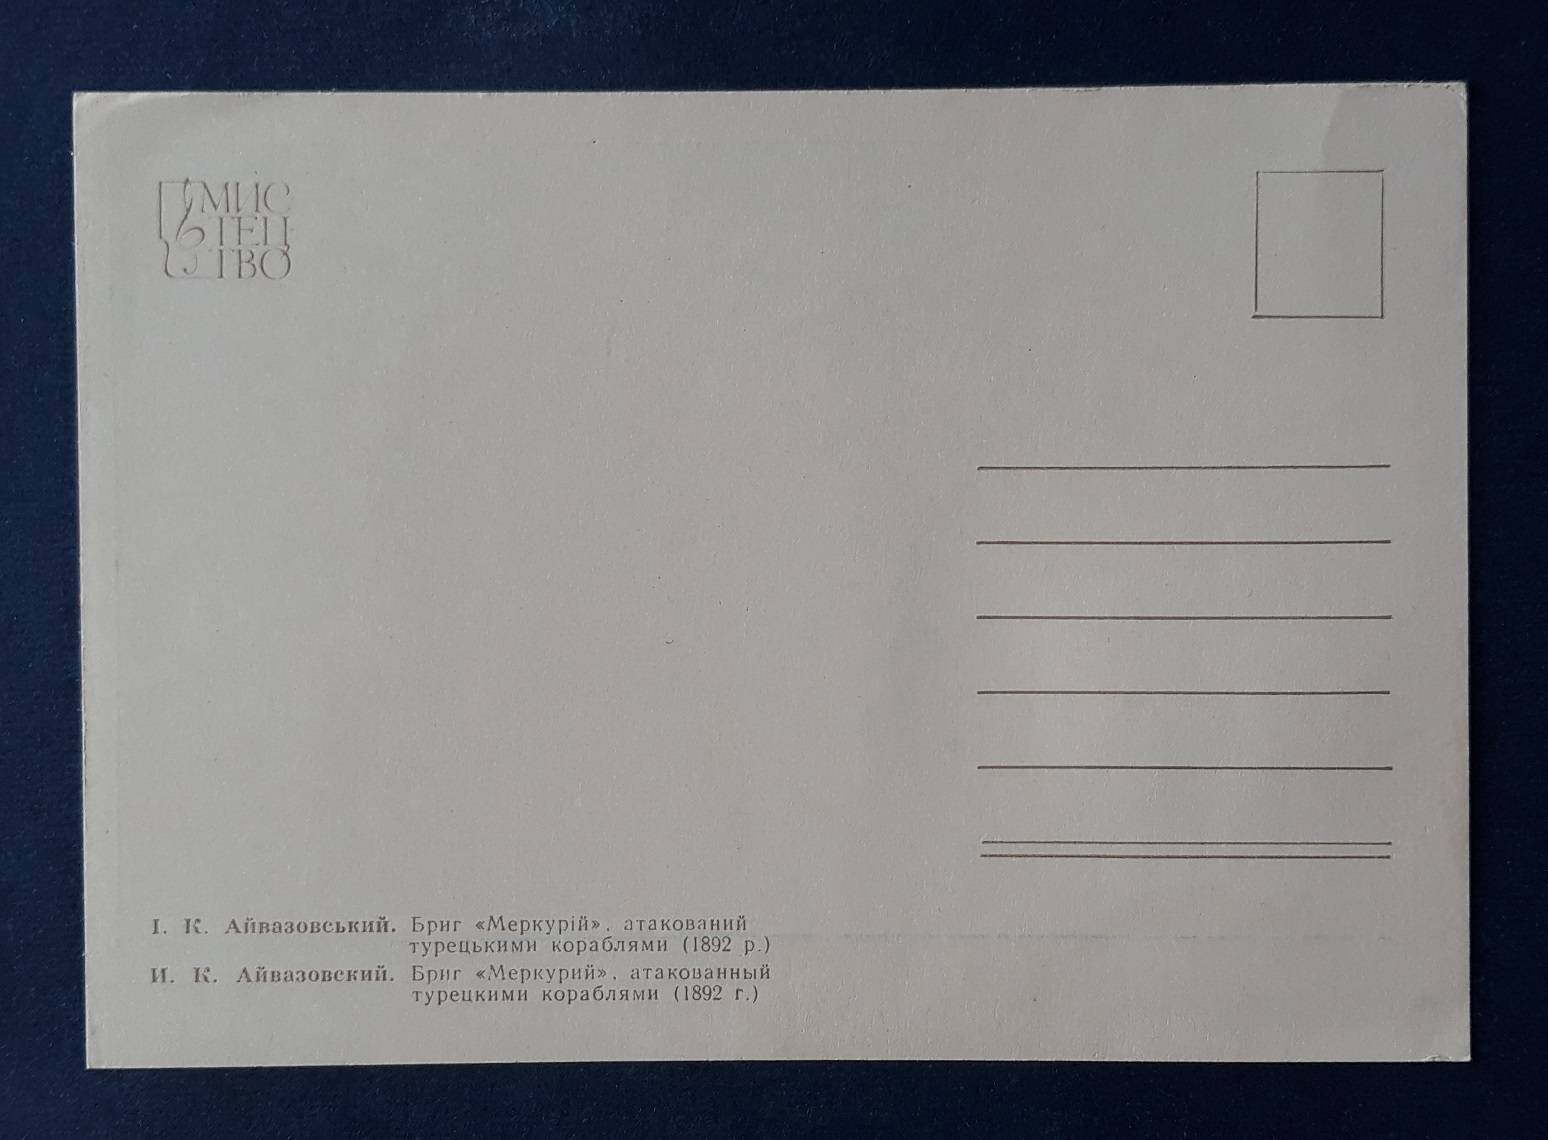 МИС
ТЕЦ
ТВО
І. К. Айвазовський. Бриг «Меркурій», атакований
турецькими кораблями (1892 р.)
И. К. Айвазовский. Бриг «Меркурий», атакованный
турецкими кораблями (1892 г.)